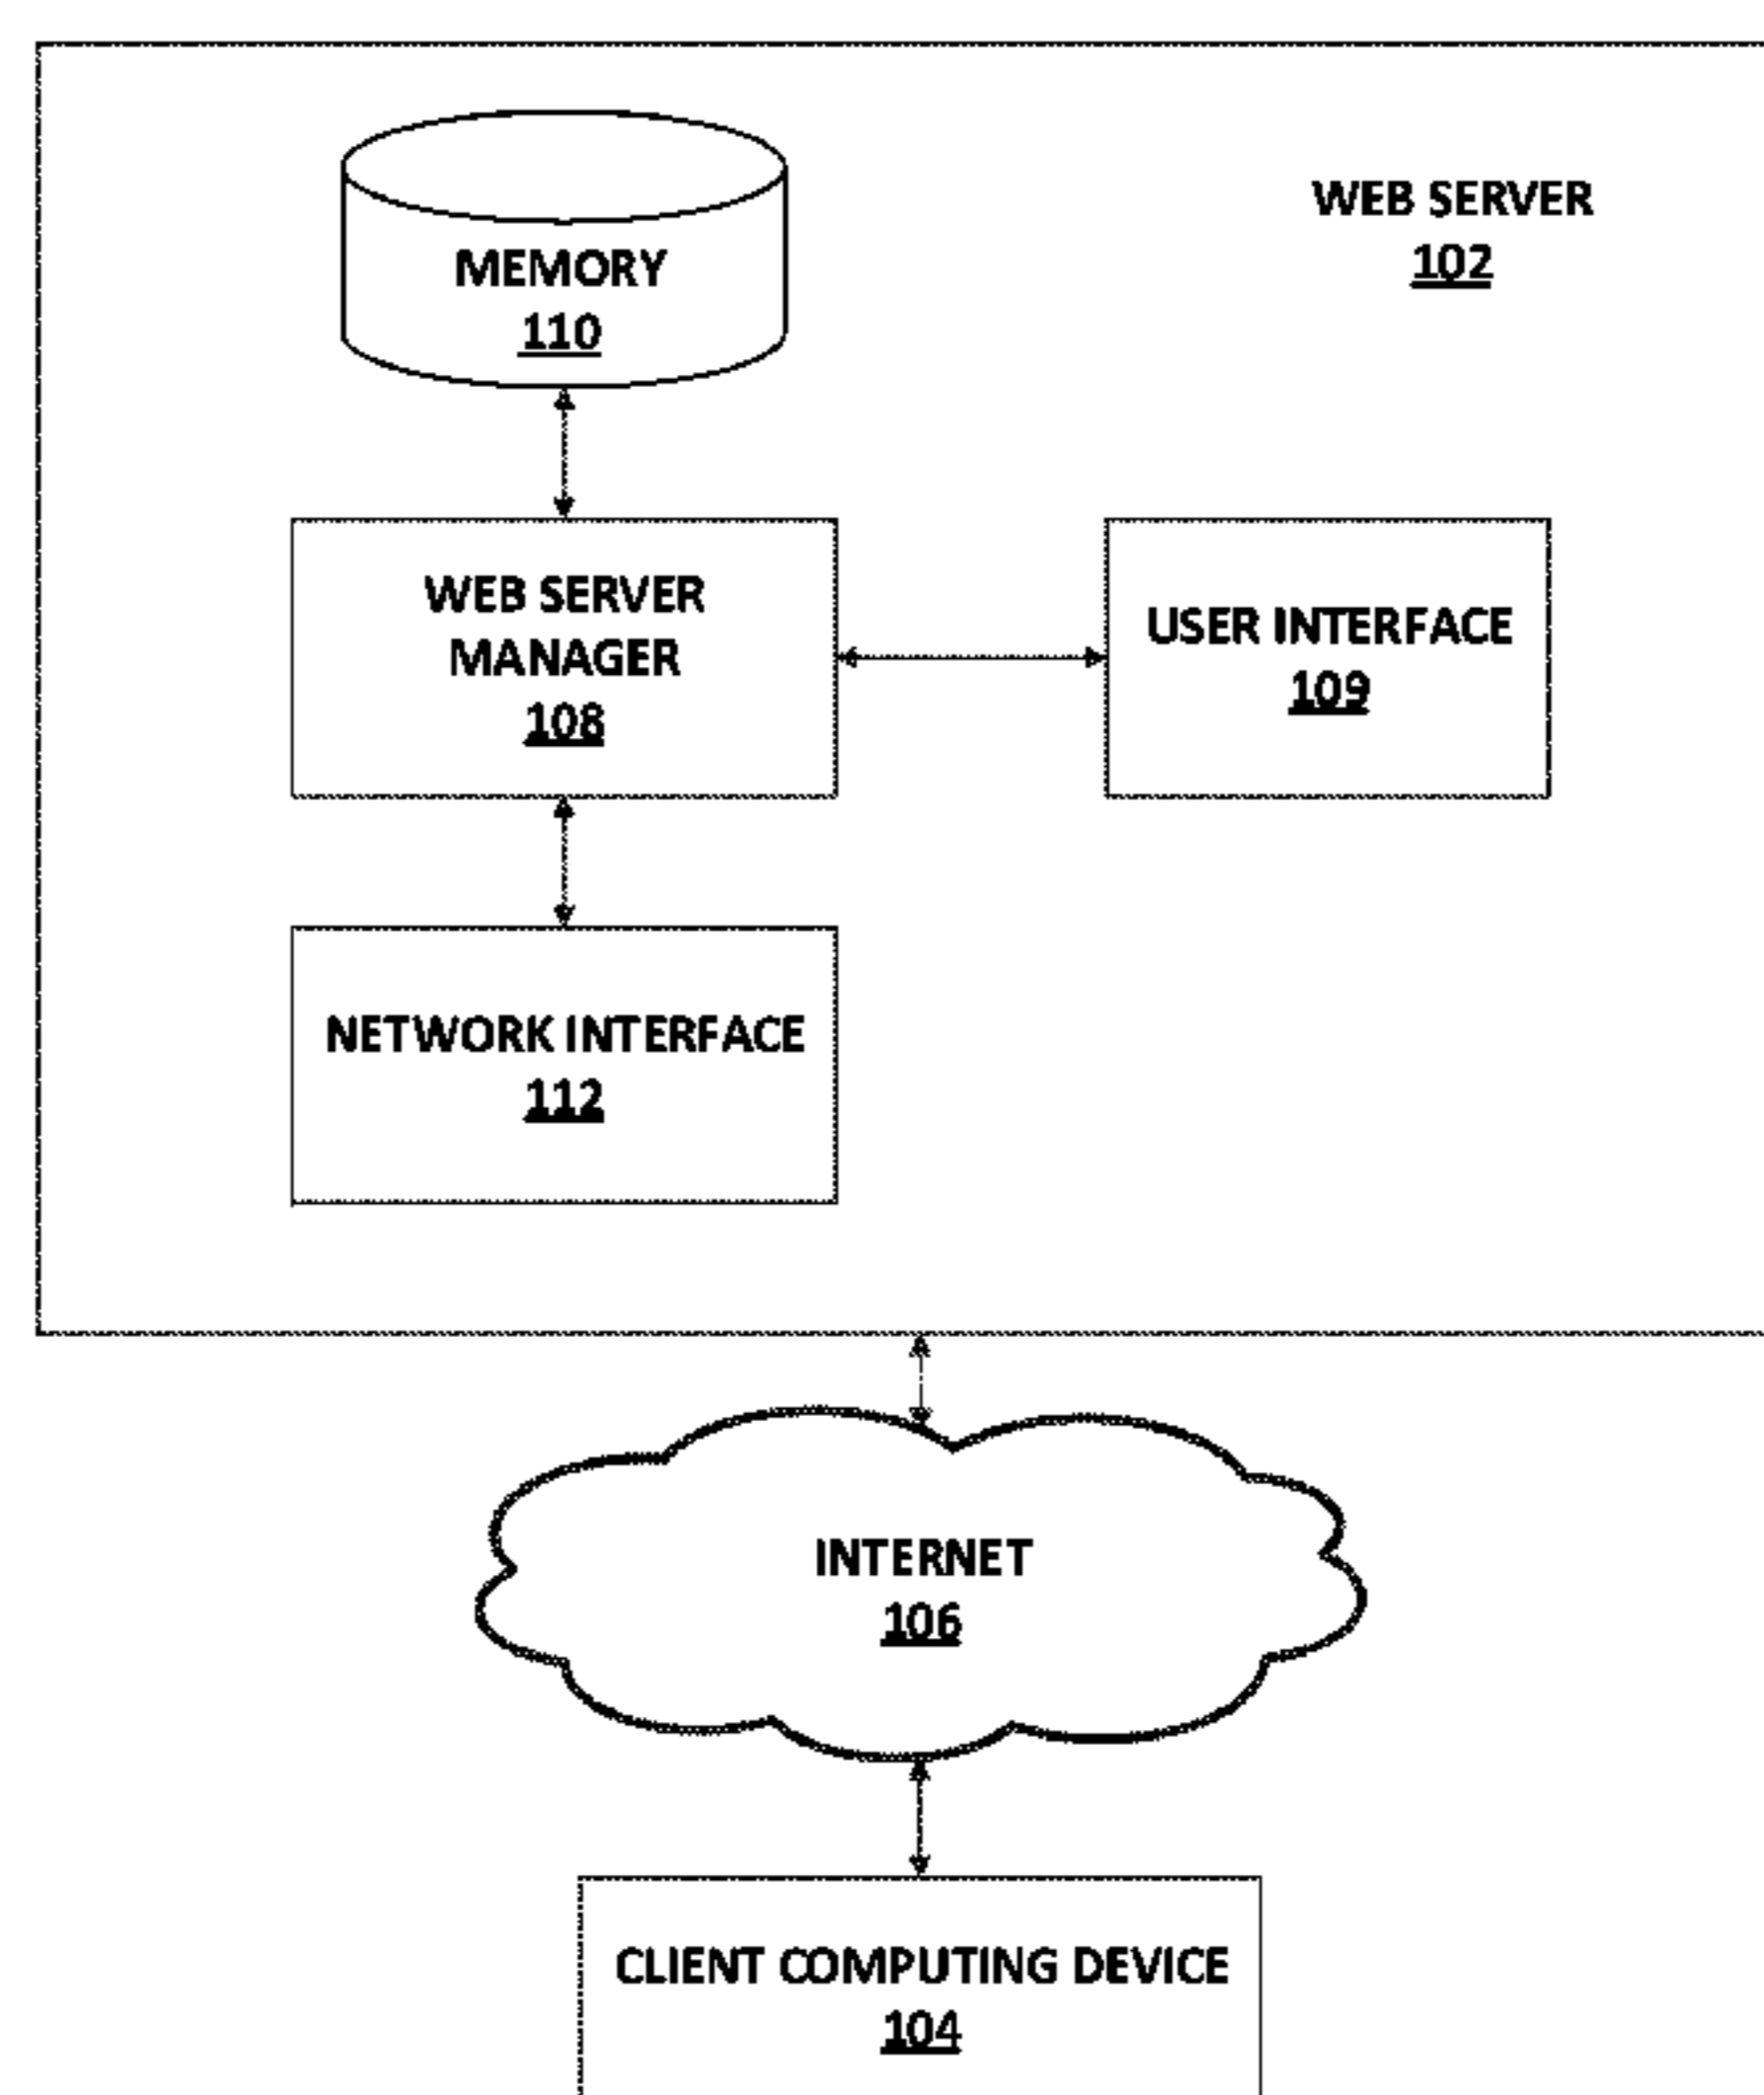 MEMORY
110
WEB SERVER
102
WEB SERVER
MANAGER
108
USER INTERFACE
109
NETWORK INTERFACE
112
INTERNET
106
CLIENT COMPUTING DEVICE
104